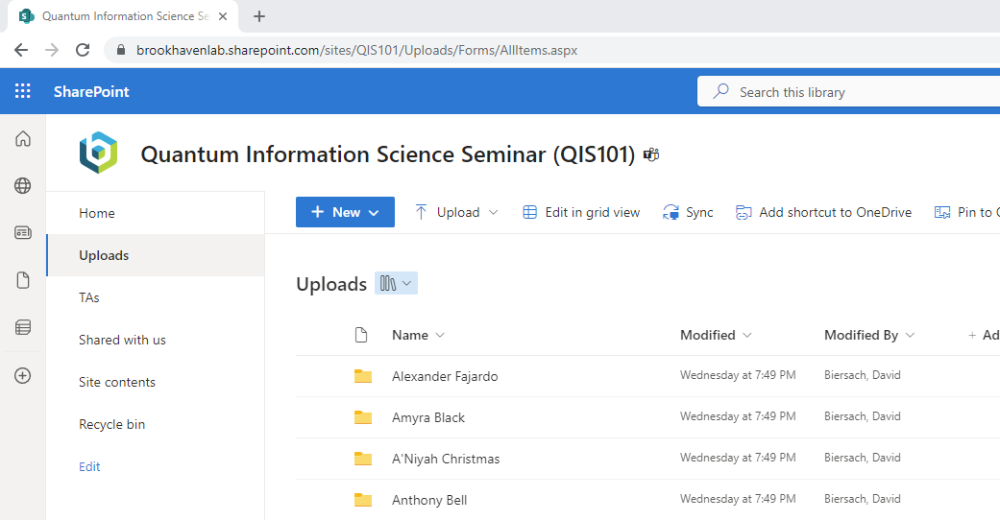 Quantum Information Science Se
brookhavenlab.sharepoint.com/sites/QIS101/Uploads/Forms/AllItems.aspx
SharePoint
Search this library
Quantum Information Science Seminar (QIS101)
Home
Uploads
TAs
Shared with us
Site contents
Recycle bin
Edit
+ New
Upload
Edit in grid view
Sync
Add shortcut to OneDrive
Pin to
Uploads
Name Modified Modified By + Ad
Alexander Fajardo Wednesday at 7:49 PM Biersach, David
Amyra Black Wednesday at 7:49 PM Biersach, David
A'Niyah Christmas Wednesday at 7:49 PM Biersach, David
Anthony Bell Wednesday at 7:49 PM Biersach, David